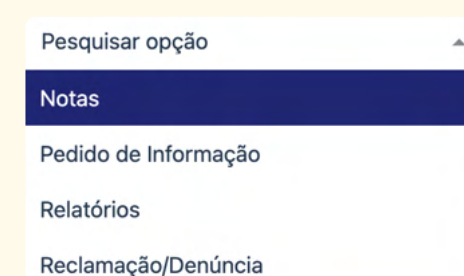 Pesquisar opção
Notas
Pedido de Informação
Relatórios
Reclamação/Denúncia